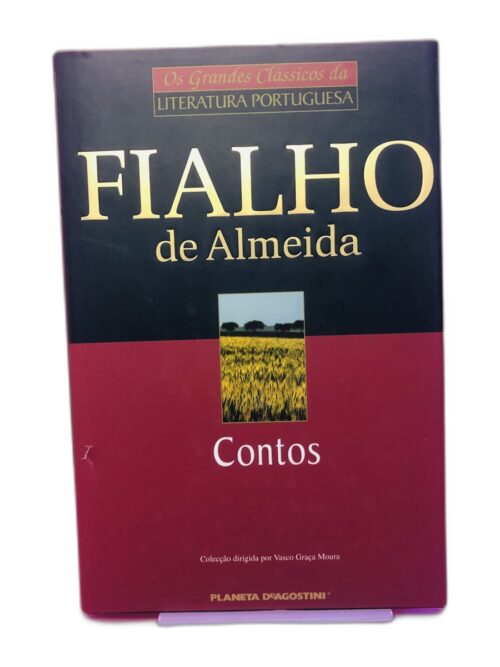 Os Grandes Clássicos da
LITERATURA PORTUGUESA
FIALHO
de Almeida
Contos
Colecção dirigida por Vasco Graça Moura
PLANETA DEAGOSTINI®